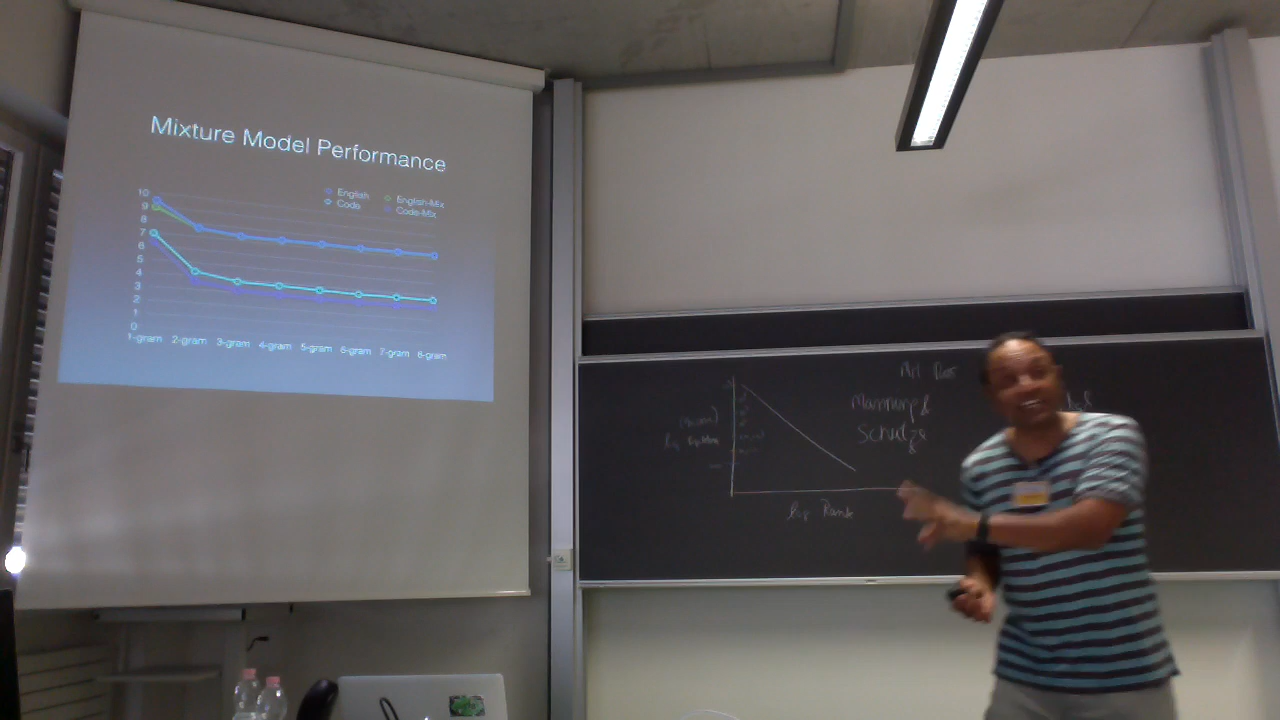 Mixture Model Performance
English English-Mix
Code Code-Mix
10
9
8
7
6
5
4
3
2
1
0
1-gram 2-gram 3-gram 4-gram 5-gram 6-gram 7-gram 8-gram
Manning &
Schutze
log Rank